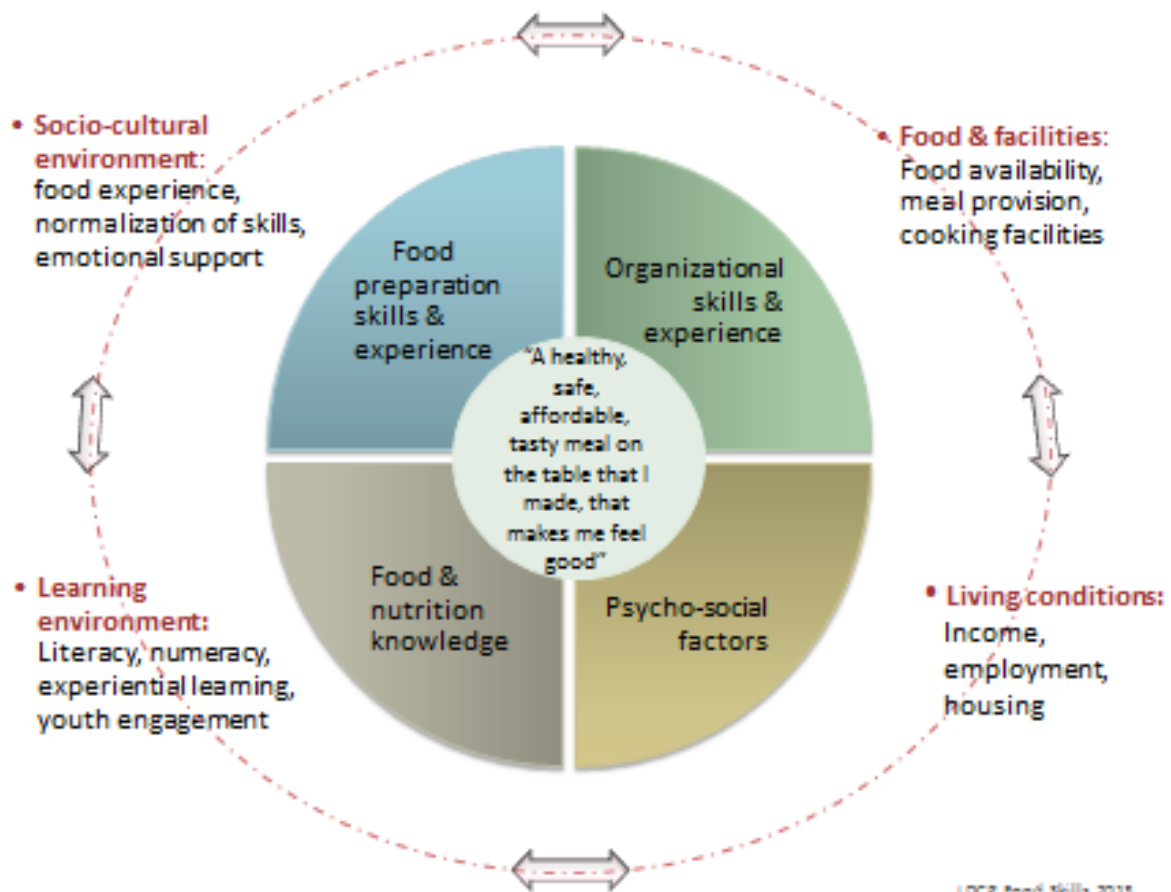 • Socio-cultural
environment:
food experience,
normalization of skills,
emotional support
• Food & facilities:
Food availability,
meal provision,
cooking facilities
Food
preparation
skills &
experience
Organizational
skills &
experience
"A healthy,
safe,
affordable,
tasty meal on
the table that I
made, that
makes me feel
good"
Food &
nutrition
knowledge
Psycho-social
factors
• Learning
environment:
Literacy, numeracy,
experiential learning,
youth engagement
• Living conditions:
Income,
employment,
housing
Food Skills 2013